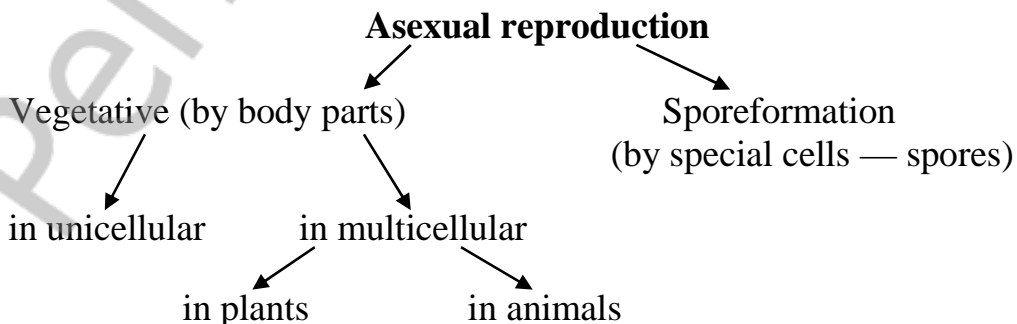 Asexual reproduction
Vegetative (by body parts) Sporeformation
(by special cells — spores)
in unicellular in multicellular
in plants in animals